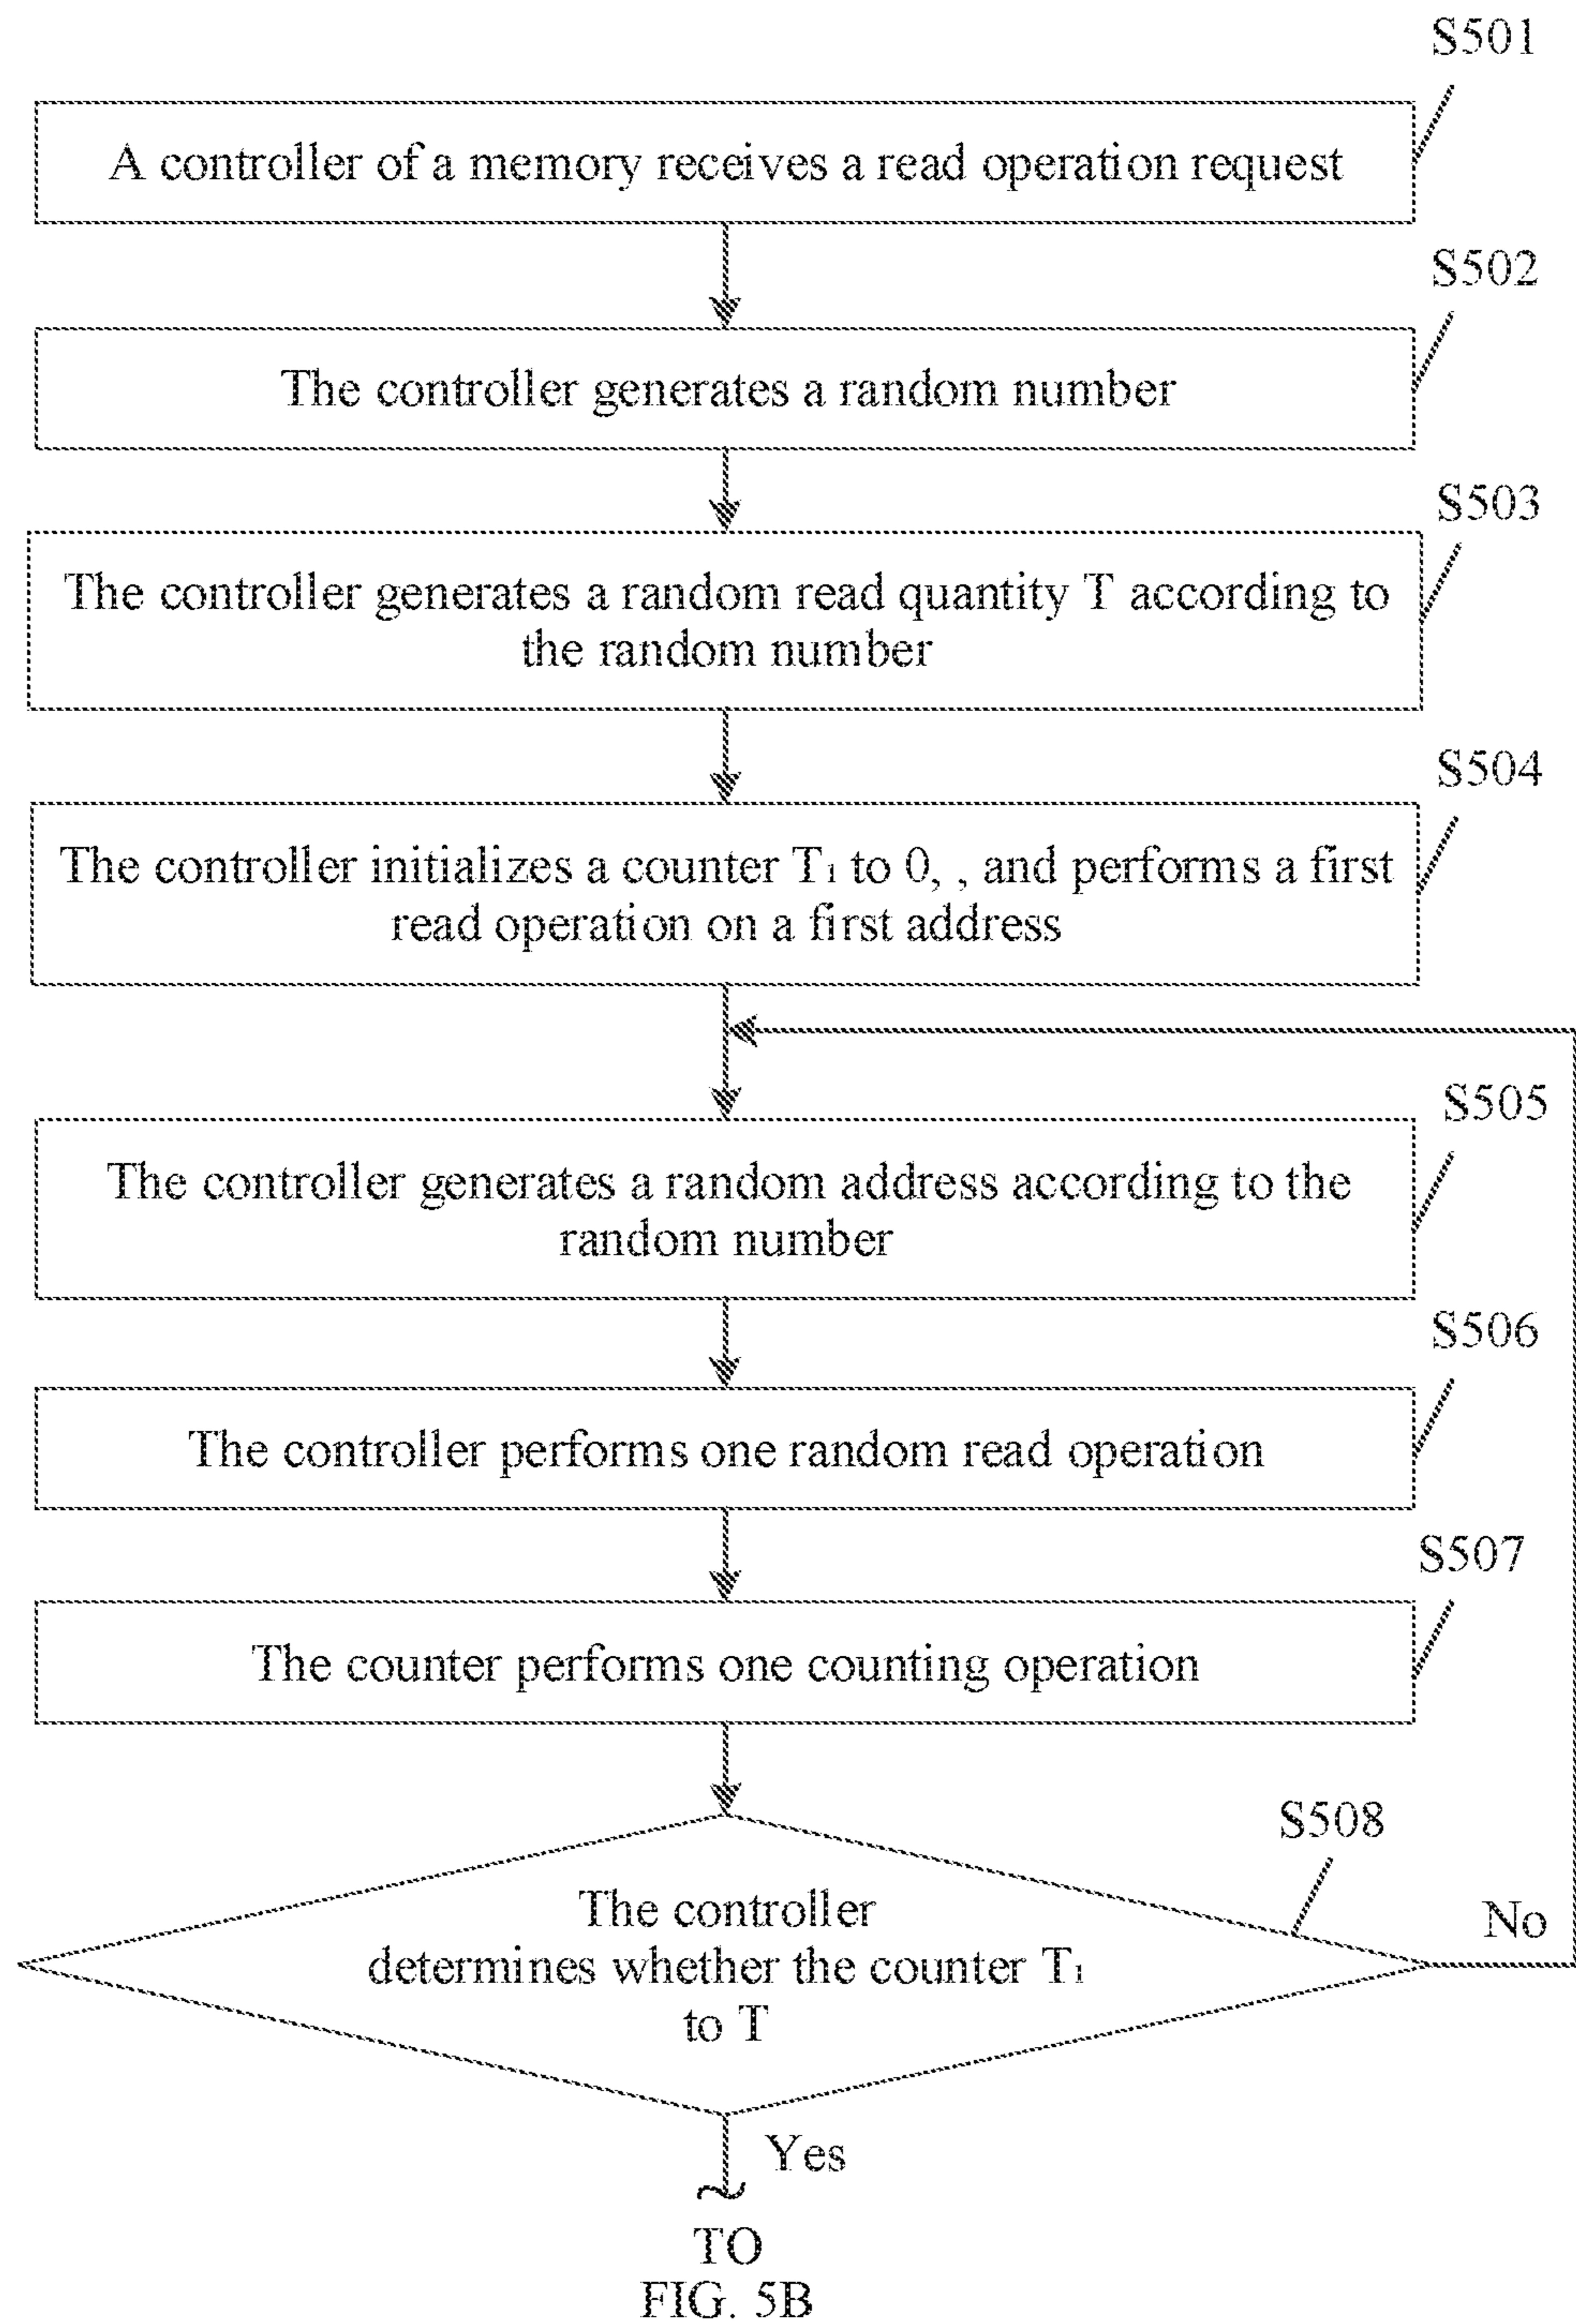 S501
A controller of a memory receives a read operation request
S502
The controller generates a random number
S503
The controller generates a random read quantity T according to
the random number
S504
The controller initializes a counter T₁ to 0, , and performs a first
read operation on a first address
S505
The controller generates a random address according to the
random number
S506
The controller performs one random read operation
S507
The counter performs one counting operation
S508
The controller
determines whether the counter T₁
to T
No
Yes
TO
FIG. 5B